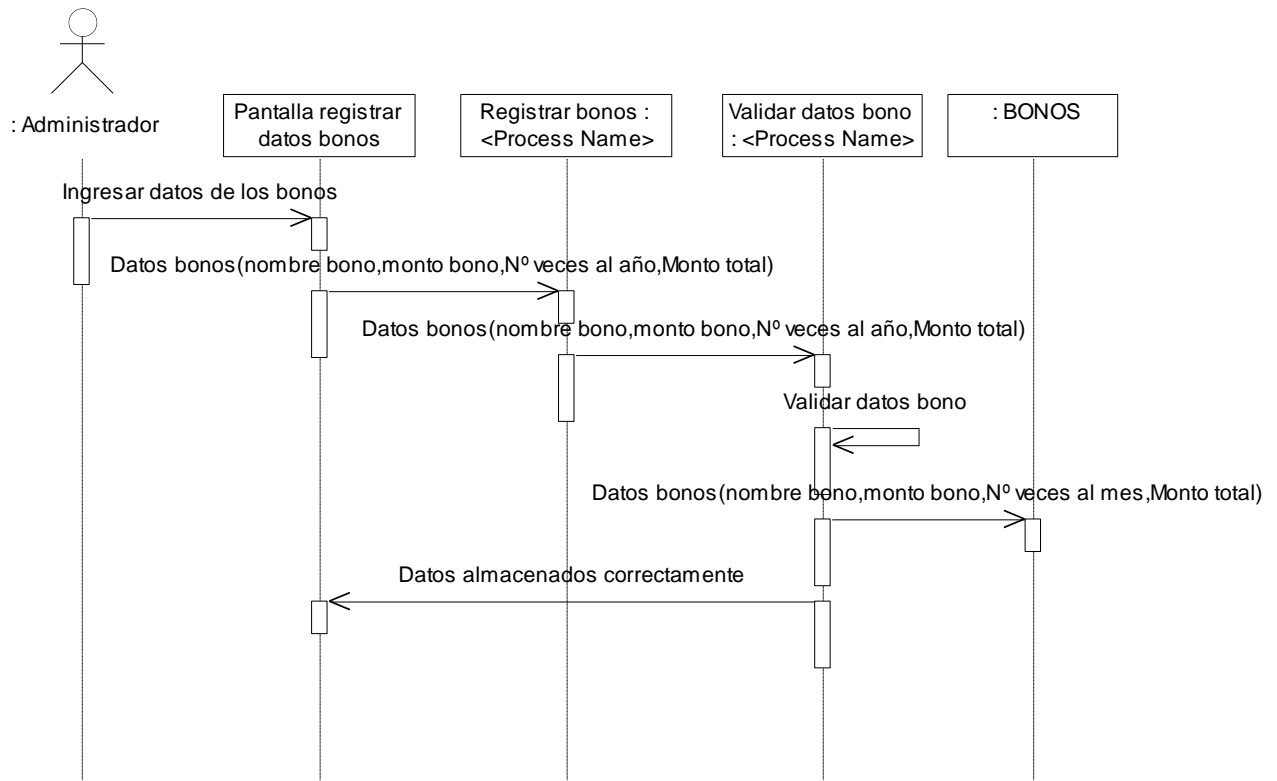 : Administrador
Pantalla registrar
datos bonos
Registrar bonos :
<Process Name>
Validar datos bono
: <Process Name>
: BONOS
Ingresar datos de los bonos
Datos bonos(nombre bono,monto bono,Nº veces al año,Monto total)
Datos bonos(nombre bono,monto bono,Nº veces al año,Monto total)
Validar datos bono
Datos bonos(nombre bono,monto bono,Nº veces al mes,Monto total)
Datos almacenados correctamente